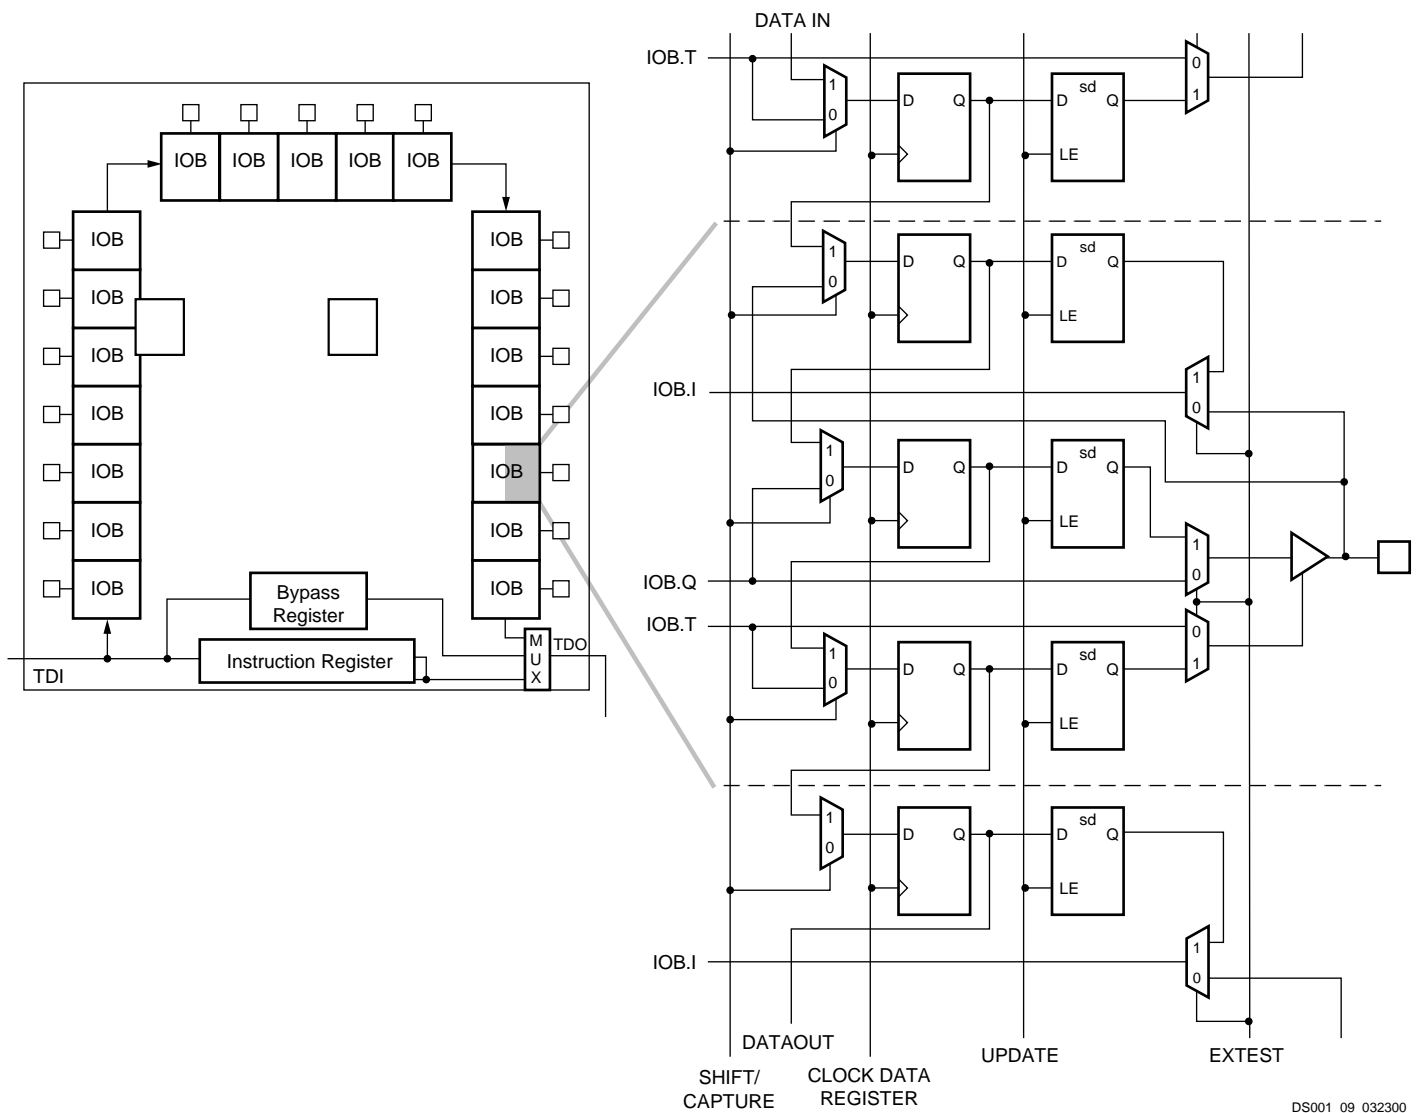 DATA IN
IOB.T
IOB IOB IOB IOB IOB
IOB
IOB
IOB
IOB
IOB
IOB
IOB
IOB
IOB
IOB
IOB
IOB
IOB
IOB
Bypass
Register
Instruction Register
TDI
M
U
X
TDO
1
0
D Q
D sd Q
LE
0
1
1
0
D Q
D sd Q
LE
IOB.I
1
0
1
0
D Q
D sd Q
LE
IOB.Q
1
0
IOB.T
0
1
1
0
D Q
D sd Q
LE
1
0
D Q
D sd Q
LE
IOB.I
1
0
DATAOUT
UPDATE
EXTEST
SHIFT/
CAPTURE
CLOCK DATA
REGISTER
DS001_09_032300